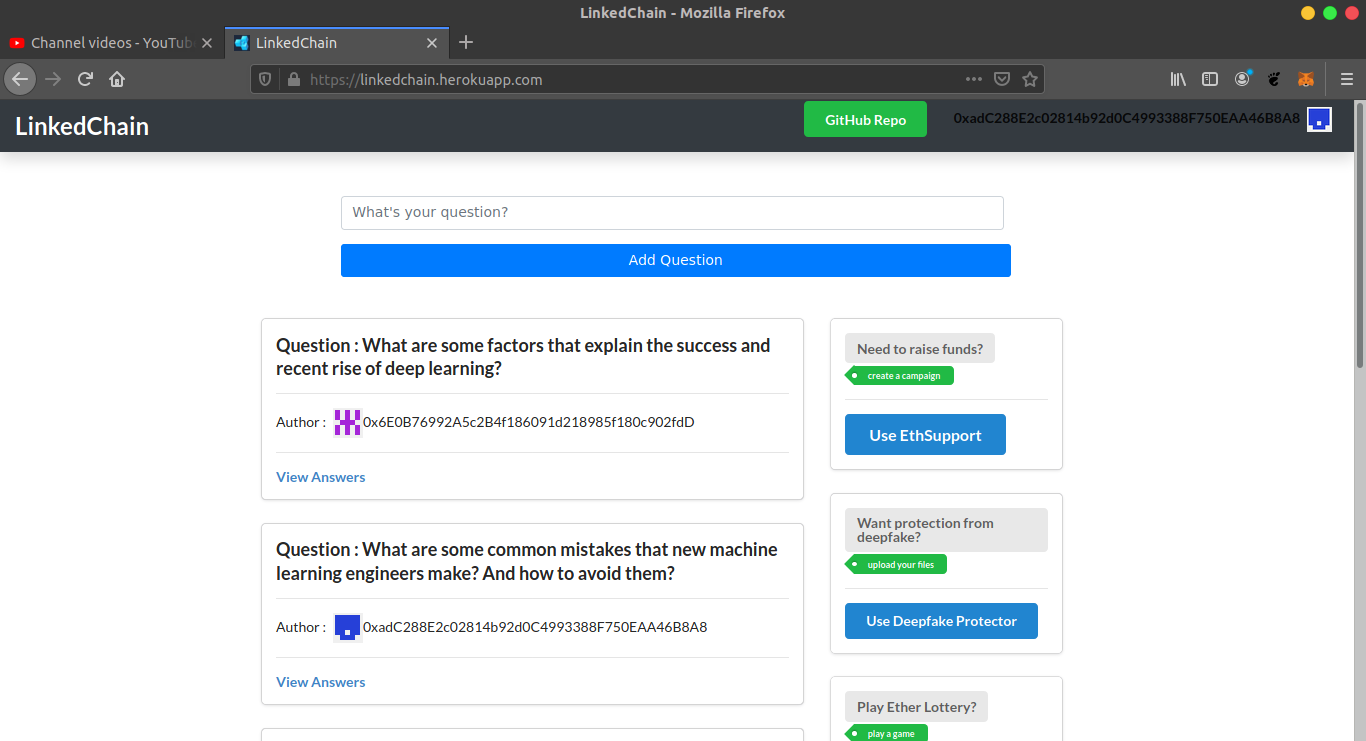 LinkedChain - Mozilla Firefox
Channel videos - YouTub
LinkedChain
https://linkedchain.herokuapp.com
LinkedChain
GitHub Repo
0xadC288E2c02814b92d0C4993388F750EAA46B8A8
What's your question?
Add Question
Question : What are some factors that explain the success and
recent rise of deep learning?
Author :
0x6E0B76992A5c2B4f186091d218985f180c902fdD
View Answers
Question : What are some common mistakes that new machine
learning engineers make? And how to avoid them?
Author :
0xadC288E2c02814b92d0C4993388F750EAA46B8A8
View Answers
Need to raise funds?
create a campaign
Use EthSupport
Want protection from
deepfake?
upload your files
Use Deepfake Protector
Play Ether Lottery?
play a game